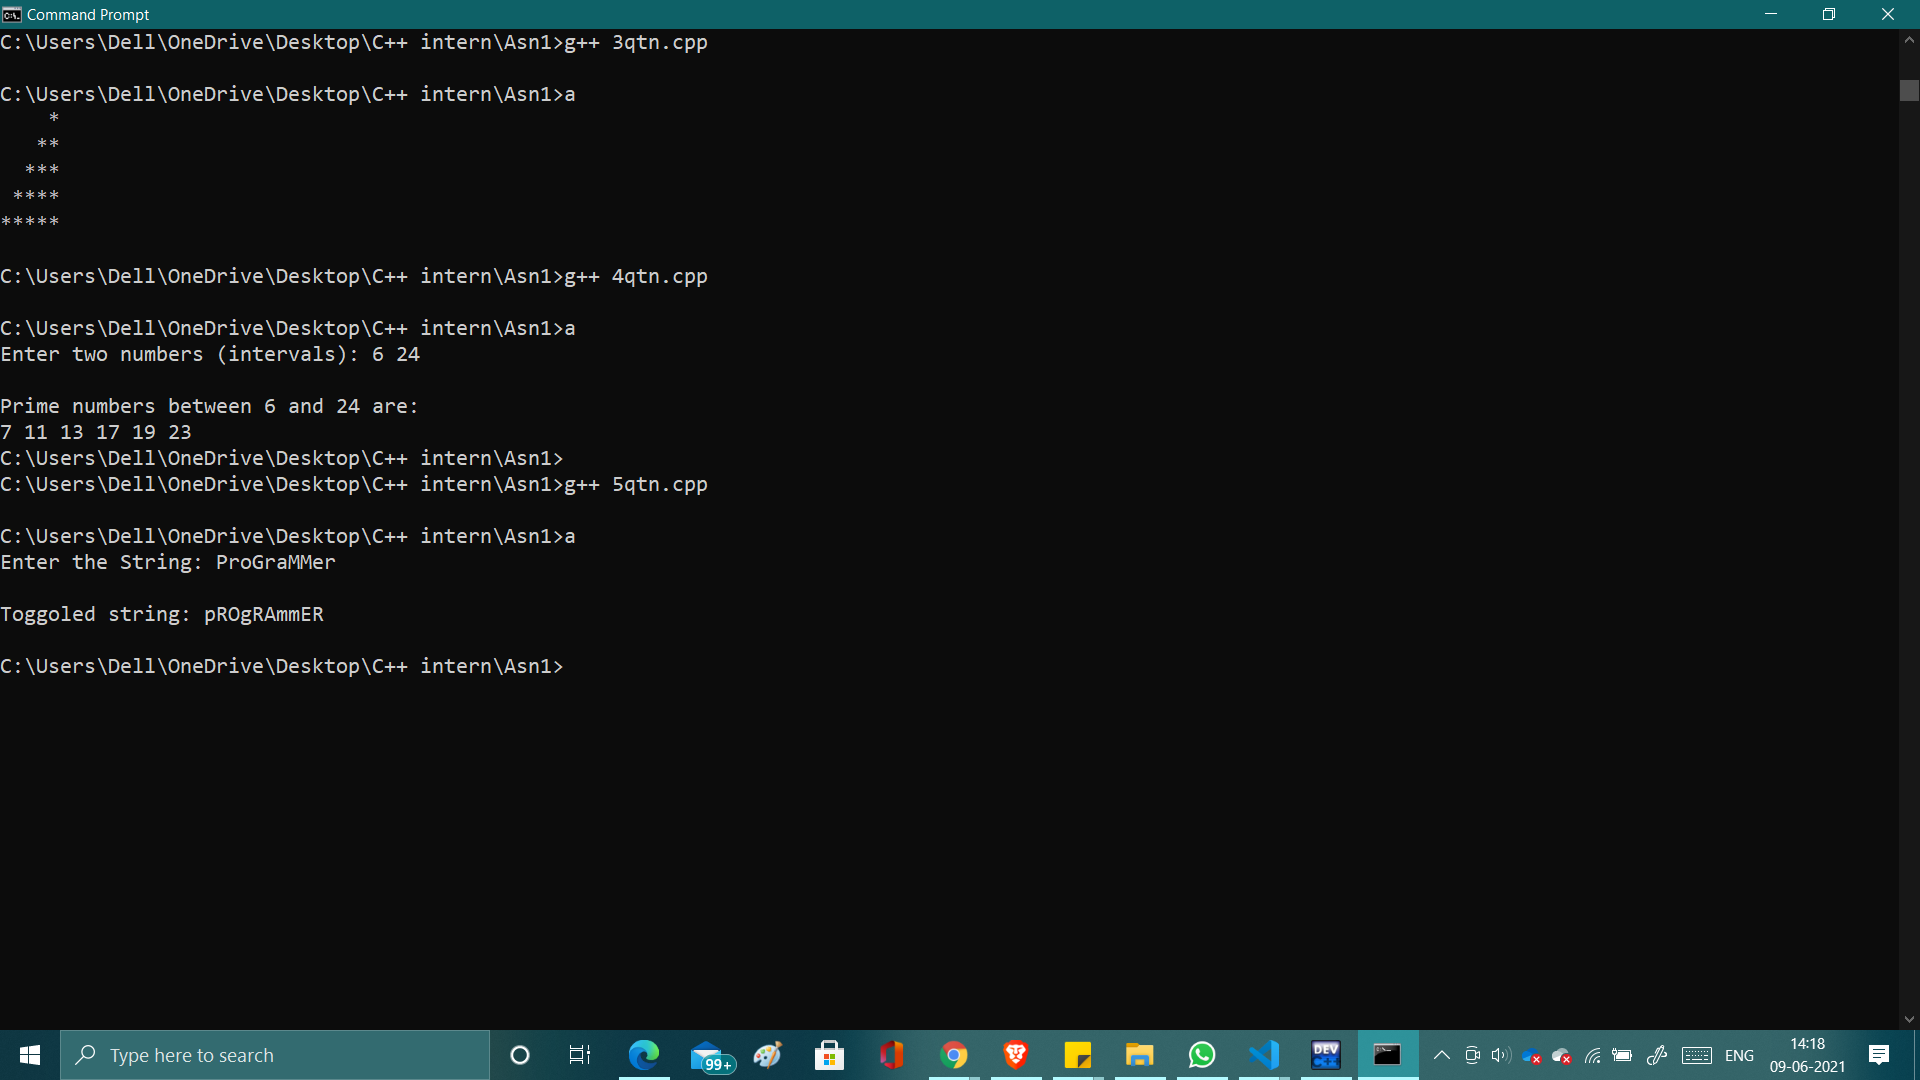 Command Prompt
C:\Users\Dell\OneDrive\Desktop\C++ intern\Asn1>g++ 3qtn.cpp
C:\Users\Dell\OneDrive\Desktop\C++ intern\Asn1>a
    *
   **
  ***
 ****
*****
C:\Users\Dell\OneDrive\Desktop\C++ intern\Asn1>g++ 4qtn.cpp
C:\Users\Dell\OneDrive\Desktop\C++ intern\Asn1>a
Enter two numbers (intervals): 6 24
Prime numbers between 6 and 24 are:
7 11 13 17 19 23
C:\Users\Dell\OneDrive\Desktop\C++ intern\Asn1>
C:\Users\Dell\OneDrive\Desktop\C++ intern\Asn1>g++ 5qtn.cpp
C:\Users\Dell\OneDrive\Desktop\C++ intern\Asn1>a
Enter the String: ProGraMMer
Toggoled string: pROgRAmmER
C:\Users\Dell\OneDrive\Desktop\C++ intern\Asn1>
Type here to search
99+
DEV
C++
ENG
14:18
09-06-2021